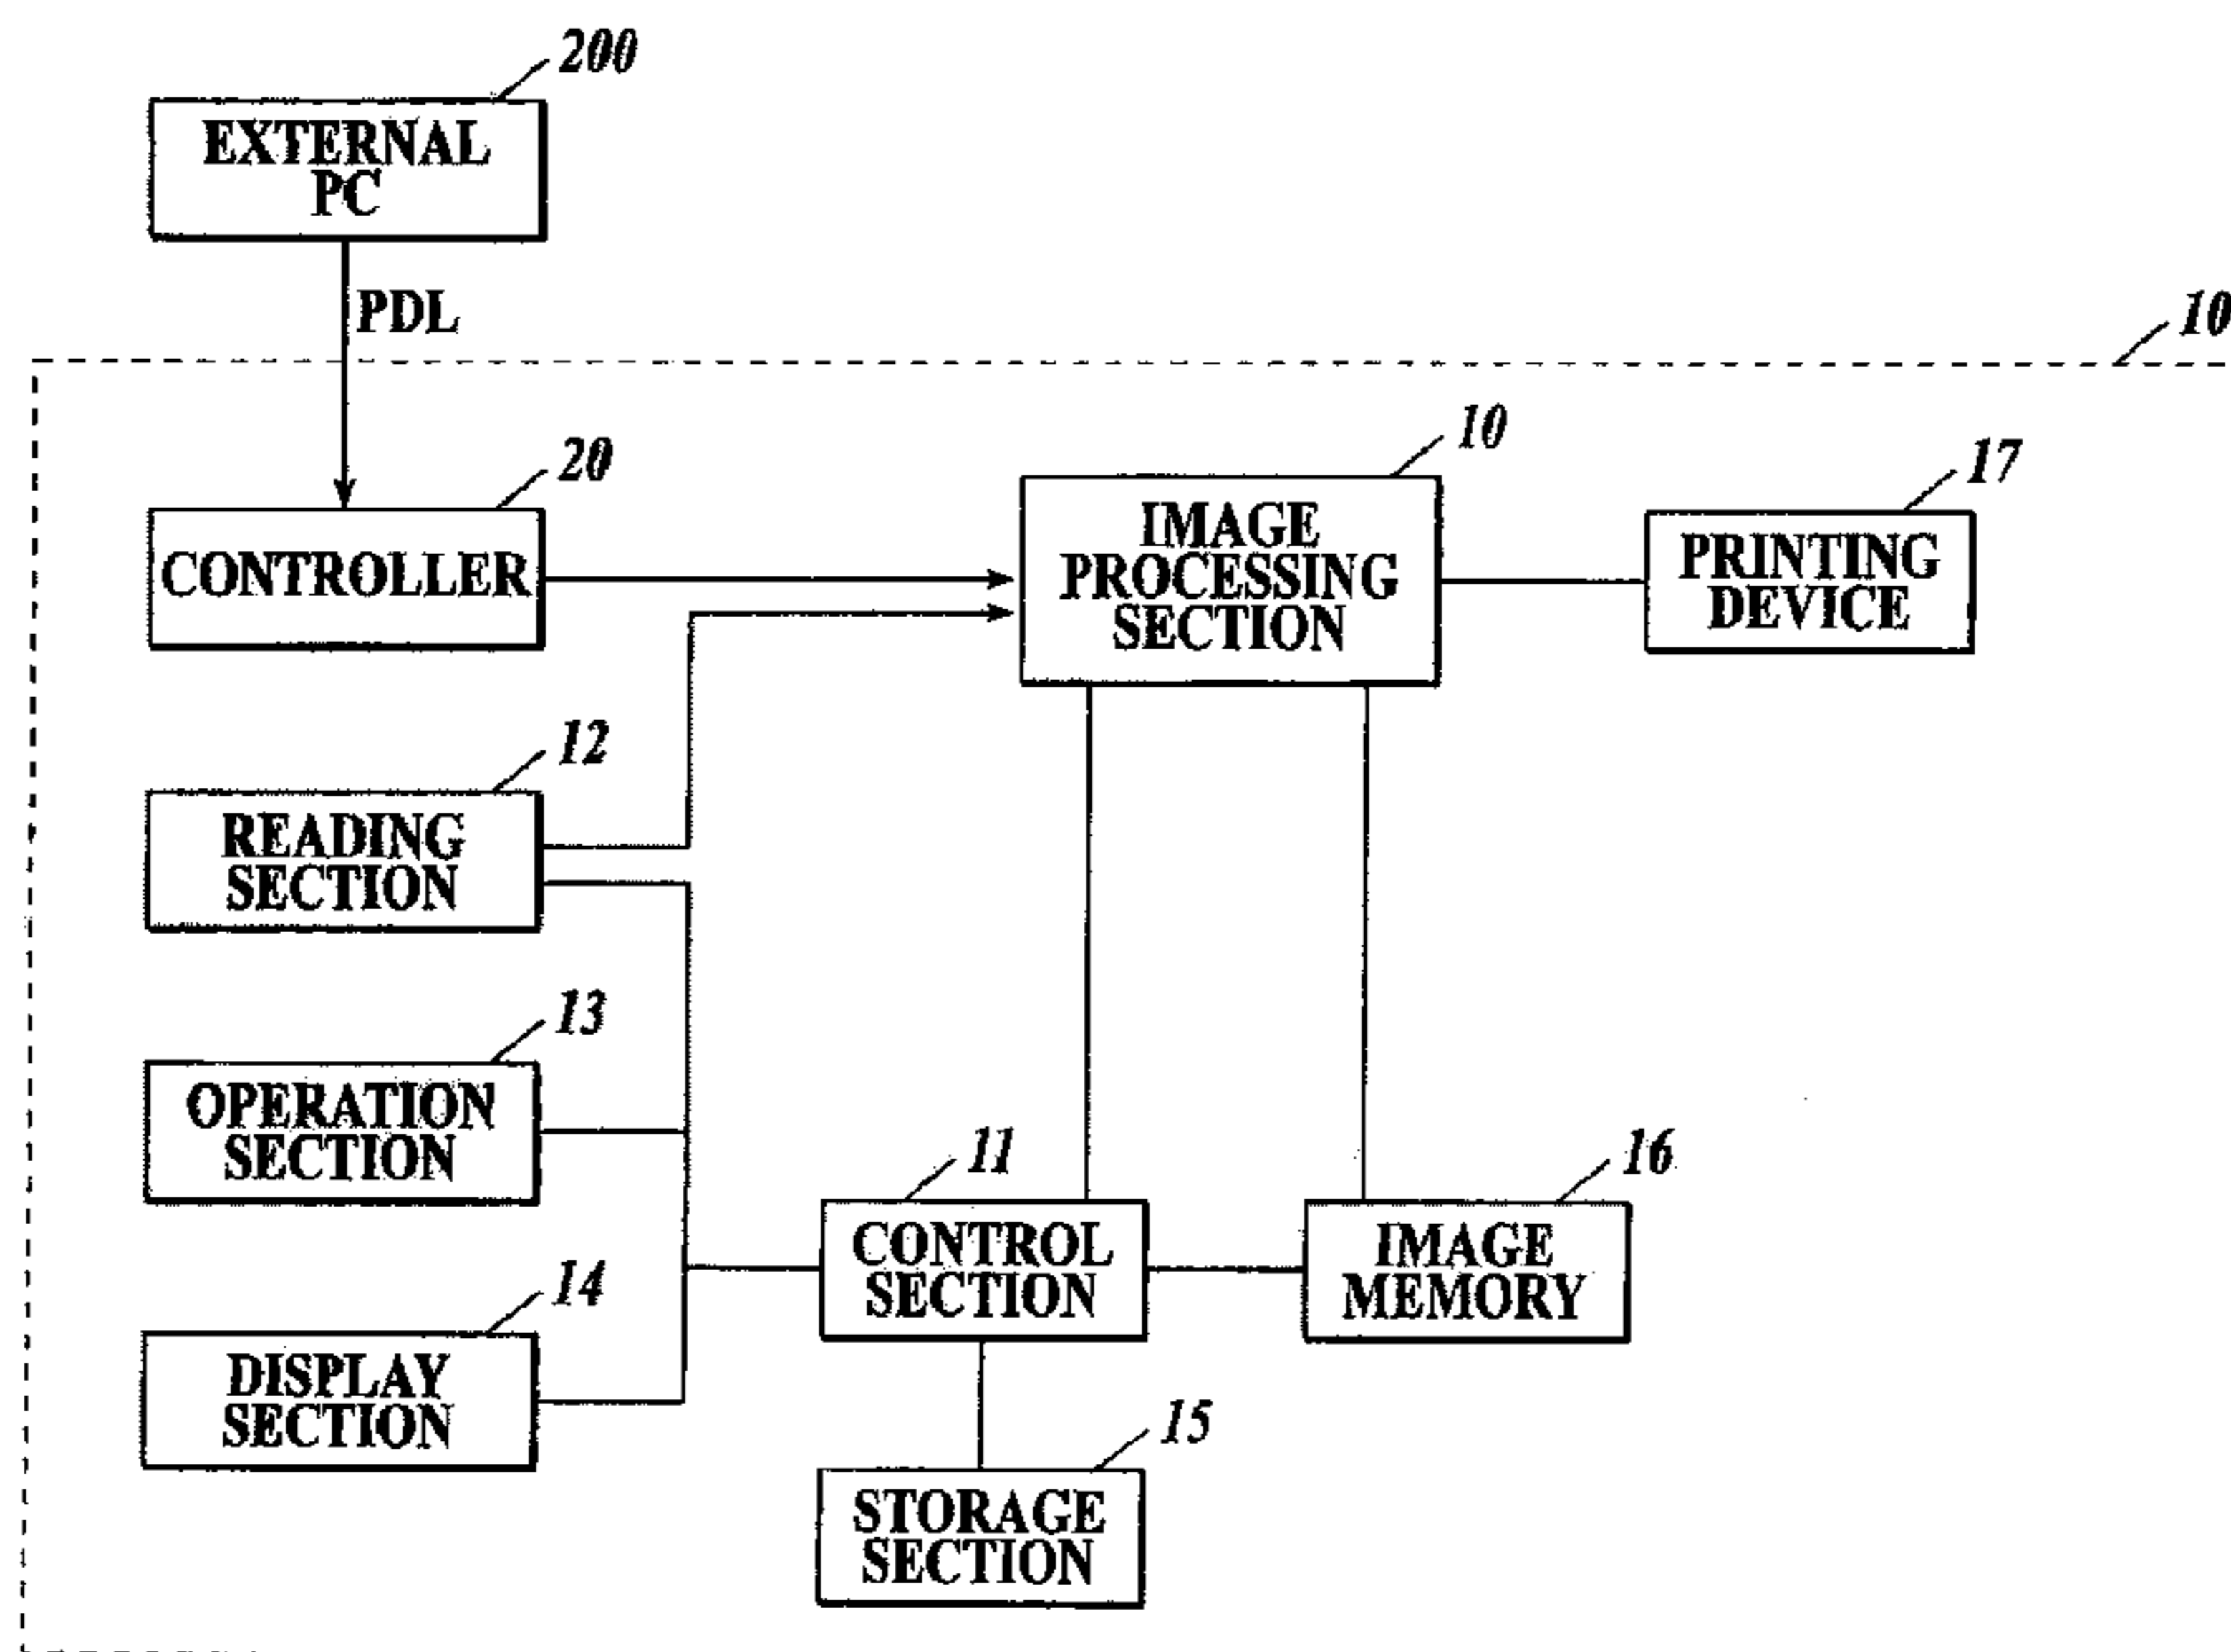 200
EXTERNAL
PC
PDL
10
20
CONTROLLER
10
IMAGE
PROCESSING
SECTION
17
PRINTING
DEVICE
12
READING
SECTION
13
OPERATION
SECTION
11
CONTROL
SECTION
16
IMAGE
MEMORY
14
DISPLAY
SECTION
15
STORAGE
SECTION